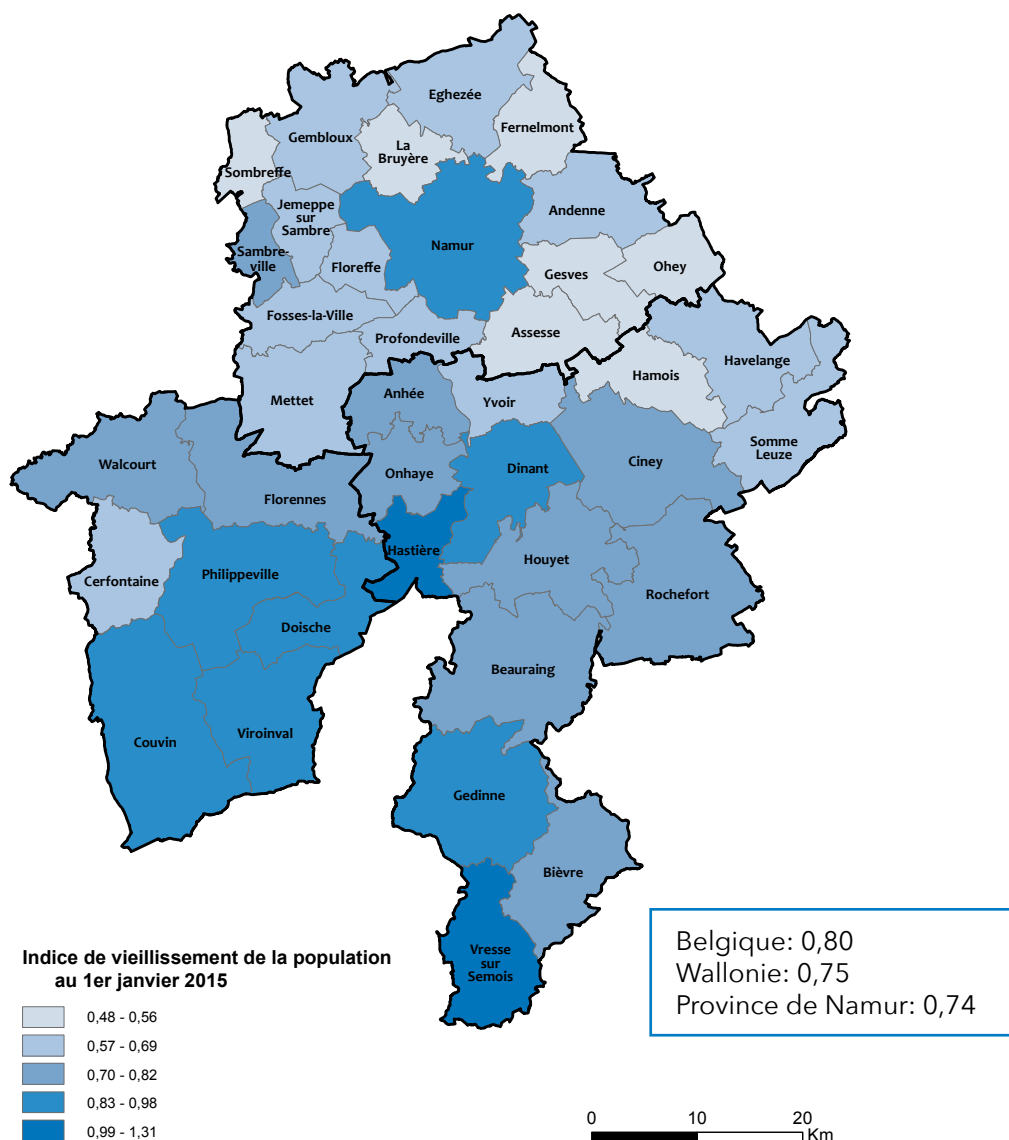 Eghezée
Fernelmont
Gembloux
La
Bruyère
Sombreffe
Jemeppe
sur
Sambre
Andenne
Namur
Sambre-
ville
Floreffe
Gesves
Ohey
Fosses-la-Ville
Profondeville
Assesse
Havelange
Hamois
Mettet
Anhée
Yvoir
Somme
Leuze
Walcourt
Onhaye
Dinant
Ciney
Florennes
Hastière
Houyet
Cerfontaine
Philippeville
Rochefort
Doische
Beauraing
Viroinval
Couvin
Gedinne
Bièvre
Vresse
sur
Semois
Belgique: 0,80
Wallonie: 0,75
Province de Namur: 0,74
Indice de vieillissement de la population
au 1er janvier 2015
0,48 - 0,56
0,57 - 0,69
0,70 - 0,82
0,83 - 0,98
0,99 - 1,31
0 10 20
Km